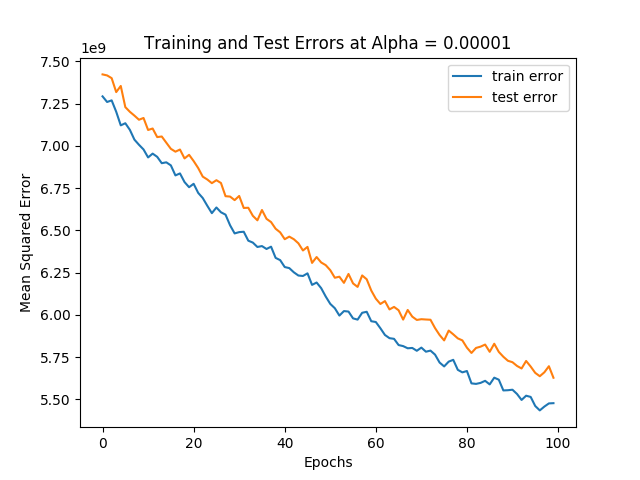 Training and Test Errors at Alpha = 0.00001
1e9
7.50
7.25
7.00
6.75
6.50
6.25
6.00
5.75
5.50
Mean Squared Error
train error
test error
0 20 40 60 80 100
Epochs